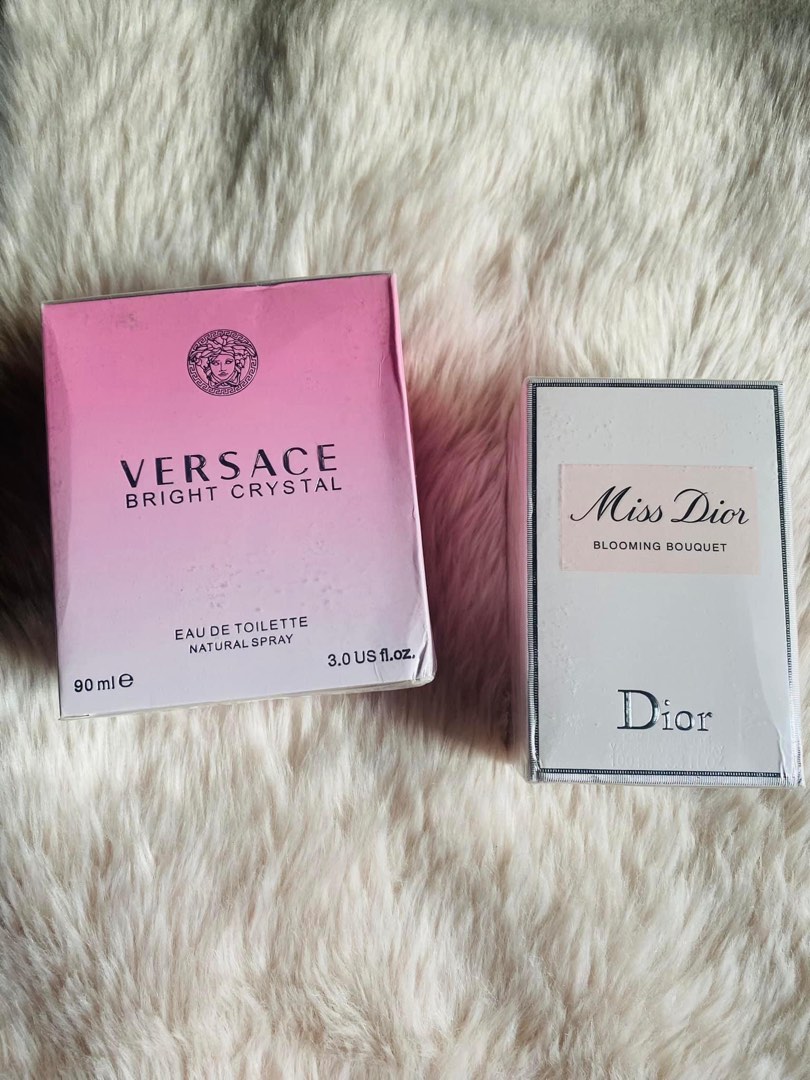 VERSACE
BRIGHT CRYSTAL
EAU DE TOILETTE
NATURAL SPRAY
90 ml e
3.0 US fl.oz.
Miss Dior
BLOOMING BOUQUET
Dior